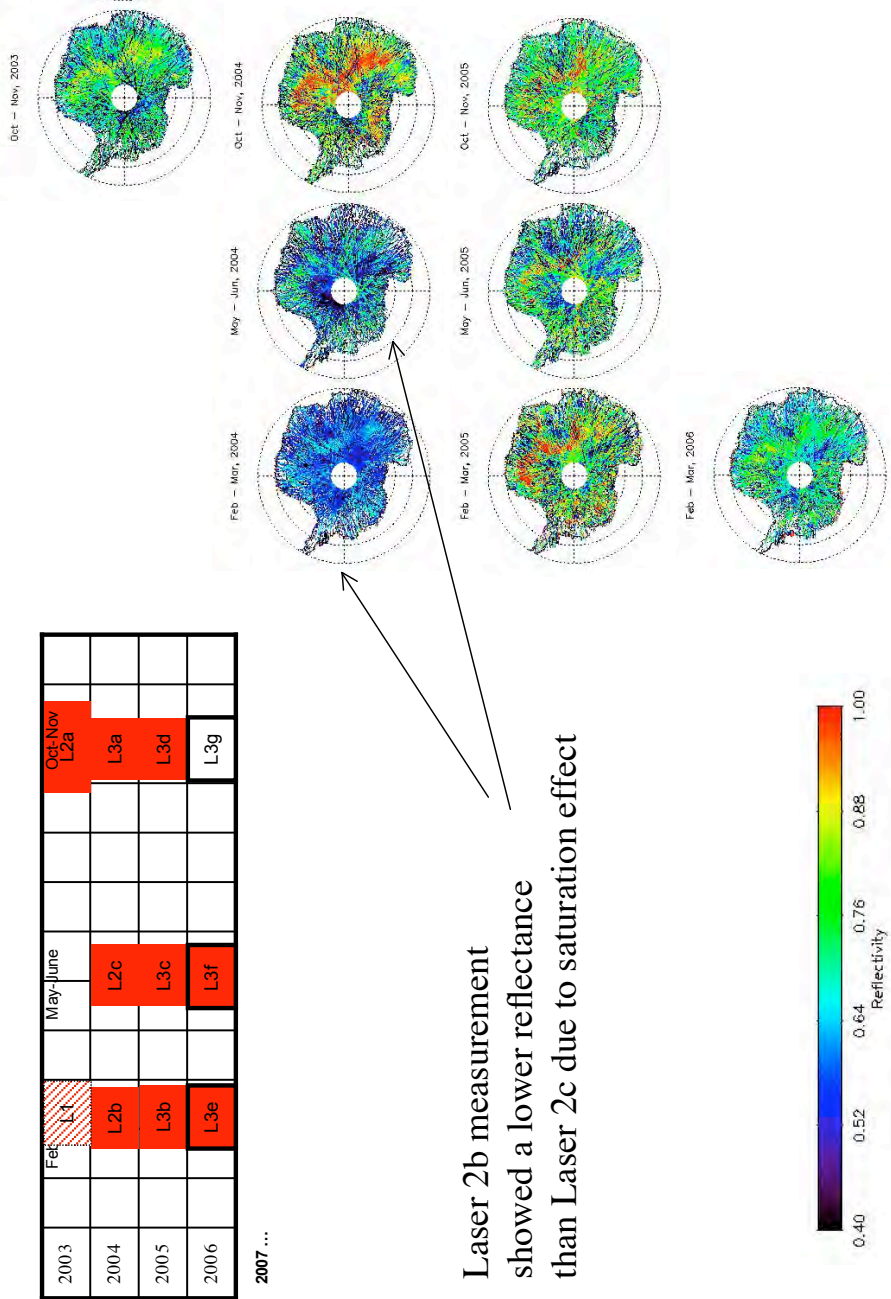 Feb
May-June
Oct-Nov
2003
L1
L2a
2004
L2b
L2c
L3a
2005
L3b
L3c
L3d
2006
L3e
L3f
L3g
2007 ...
Laser 2b measurement
showed a lower reflectance
than Laser 2c due to saturation effect
Oct - Nov, 2003
Feb - Mar, 2004
May - Jun, 2004
Oct - Nov, 2004
Feb - Mar, 2005
May - Jun, 2005
Oct - Nov, 2005
Feb - Mar, 2006
0.40 0.52 0.64 0.76 0.88 1.00
Reflectivity